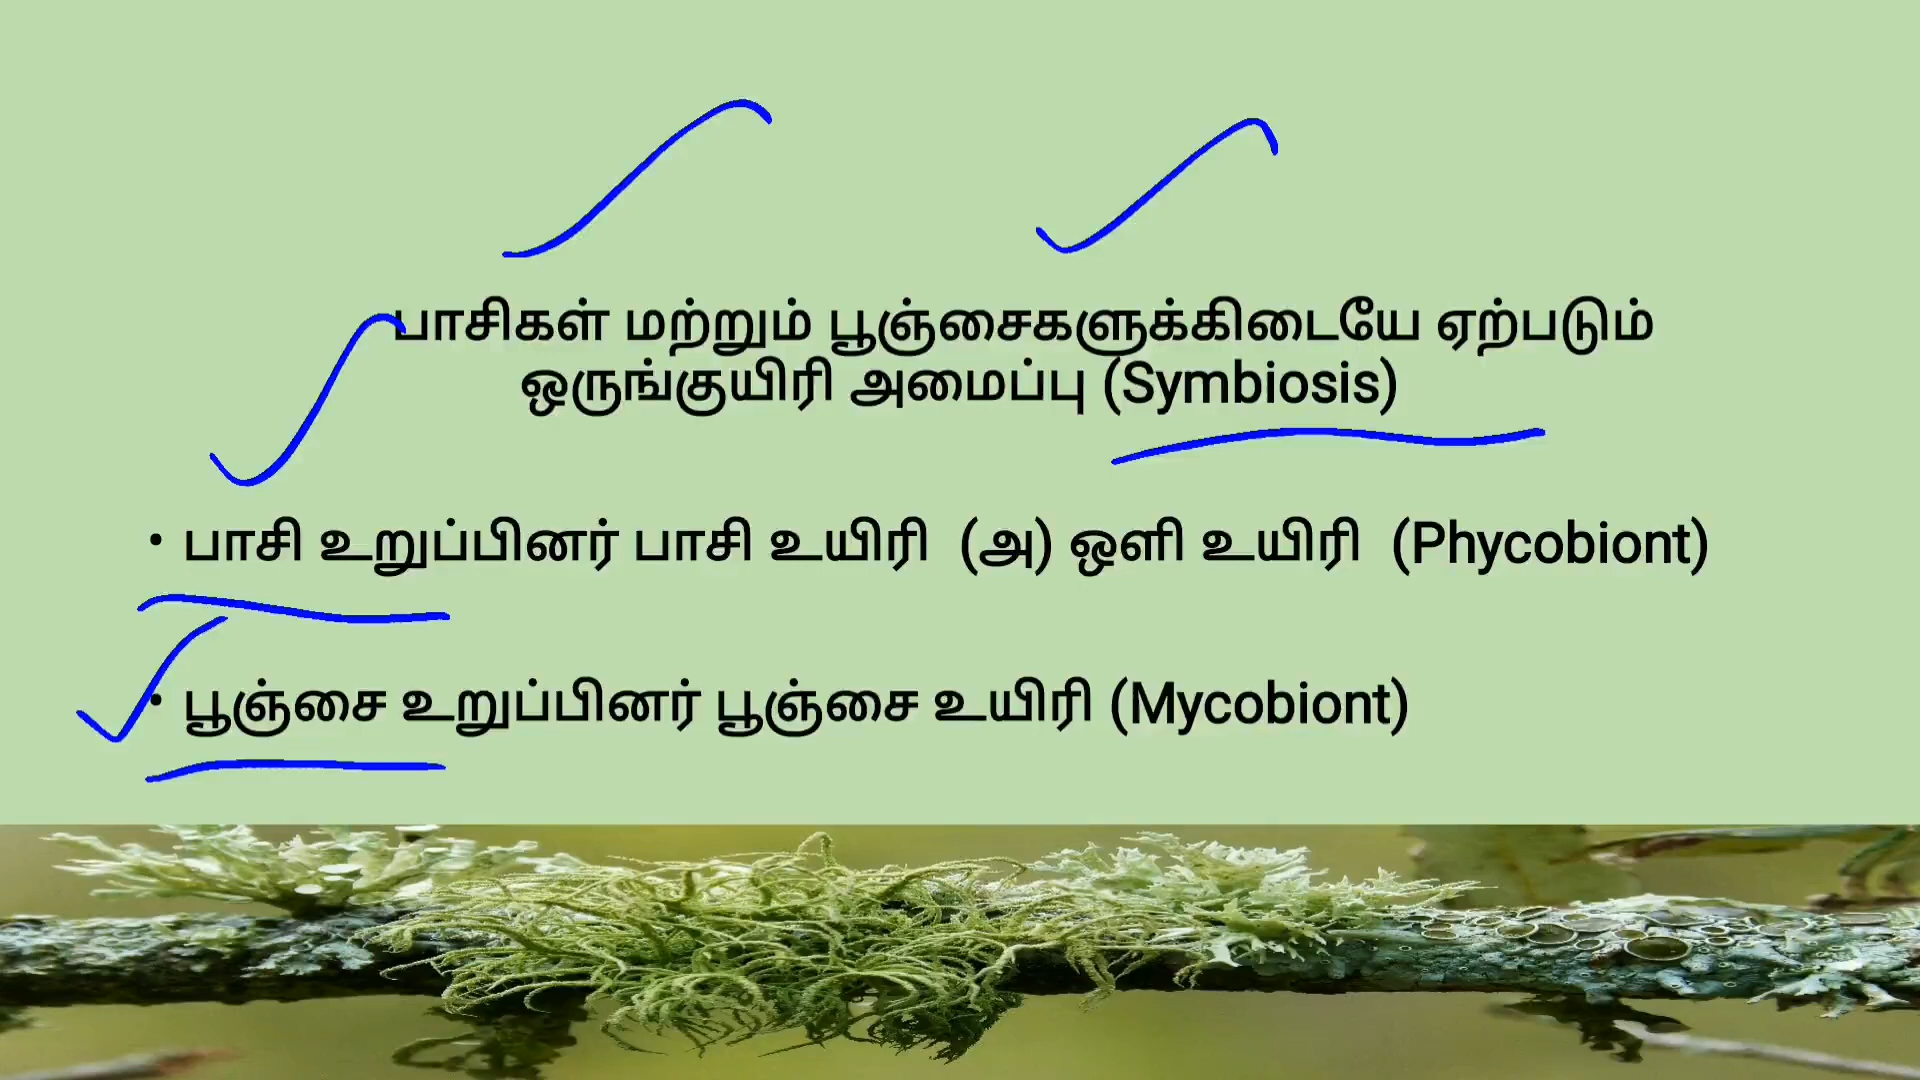 பாசிகள் மற்றும் பூஞ்சைகளுக்கிடையே ஏற்படும்
ஒருங்குயிரி அமைப்பு (Symbiosis)
• பாசி உறுப்பினர் பாசி உயிரி (அ) ஒளி உயிரி (Phycobiont)
• பூஞ்சை உறுப்பினர் பூஞ்சை உயிரி (Mycobiont)